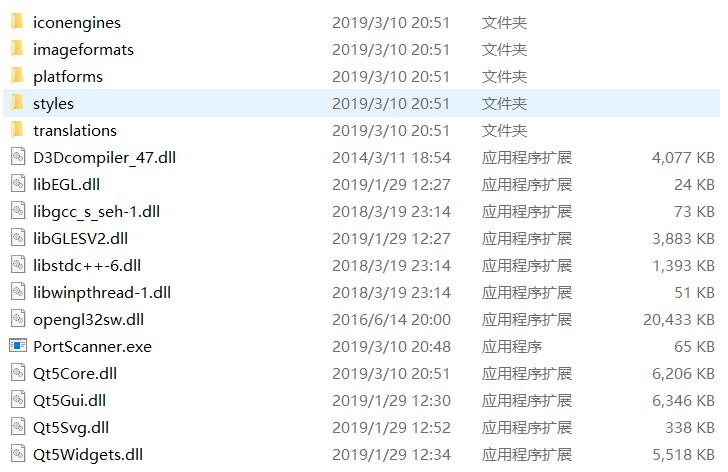 iconengines 2019/3/10 20:51 文件夹
imageformats 2019/3/10 20:51 文件夹
platforms 2019/3/10 20:51 文件夹
styles 2019/3/10 20:51 文件夹
translations 2019/3/10 20:51 文件夹
D3Dcompiler_47.dll 2014/3/11 18:54 应用程序扩展 4,077 KB
libEGL.dll 2019/1/29 12:27 应用程序扩展 24 KB
libgcc_s_seh-1.dll 2018/3/19 23:14 应用程序扩展 73 KB
libGLESV2.dll 2019/1/29 12:27 应用程序扩展 3,883 KB
libstdc++-6.dll 2018/3/19 23:14 应用程序扩展 1,393 KB
libwinpthread-1.dll 2018/3/19 23:14 应用程序扩展 51 KB
opengl32sw.dll 2016/6/14 20:00 应用程序扩展 20,433 KB
PortScanner.exe 2019/3/10 20:48 应用程序 65 KB
Qt5Core.dll 2019/3/10 20:51 应用程序扩展 6,206 KB
Qt5Gui.dll 2019/1/29 12:30 应用程序扩展 6,346 KB
Qt5Svg.dll 2019/1/29 12:52 应用程序扩展 338 KB
Qt5Widgets.dll 2019/1/29 12:34 应用程序扩展 5,518 KB